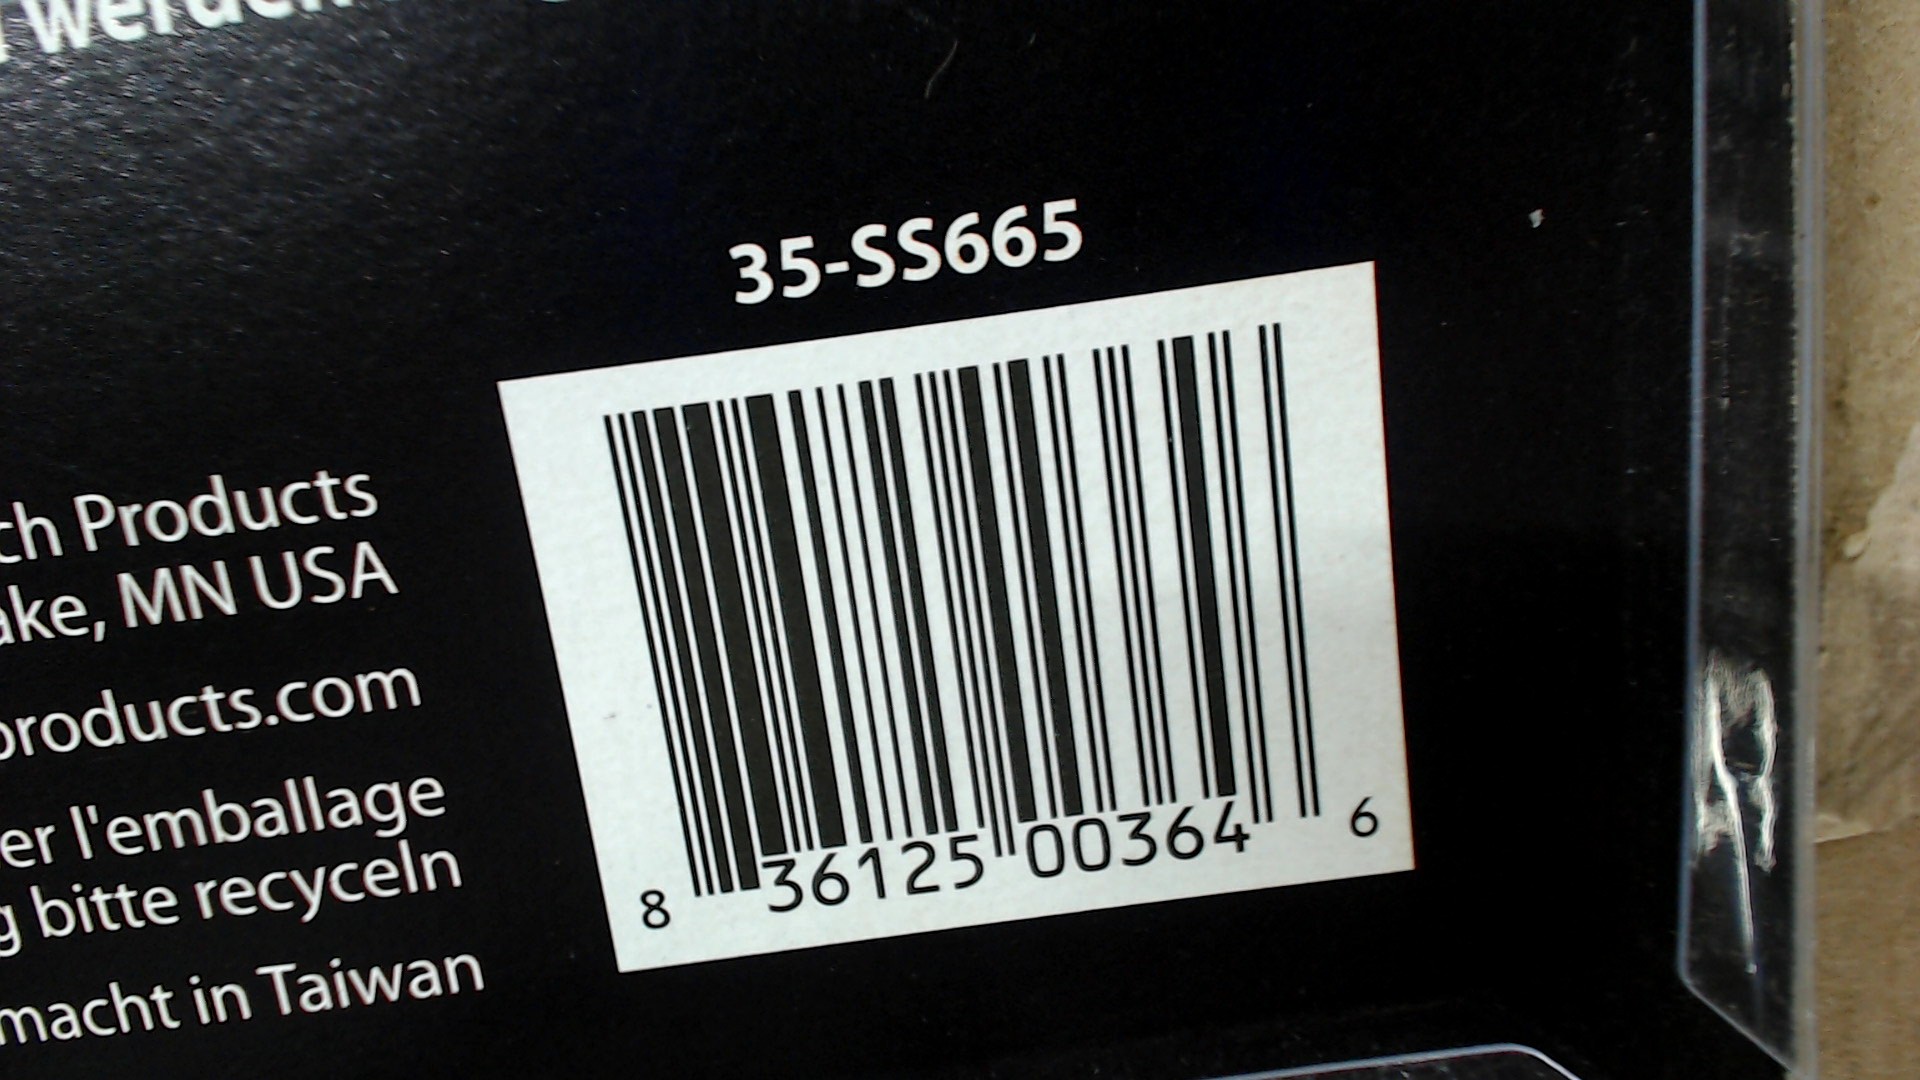 werden
35-SS665
ch Products
ake, MN USA
products.com
er l'emballage
g bitte recyceln
macht in Taiwan
8 36125 00364 6